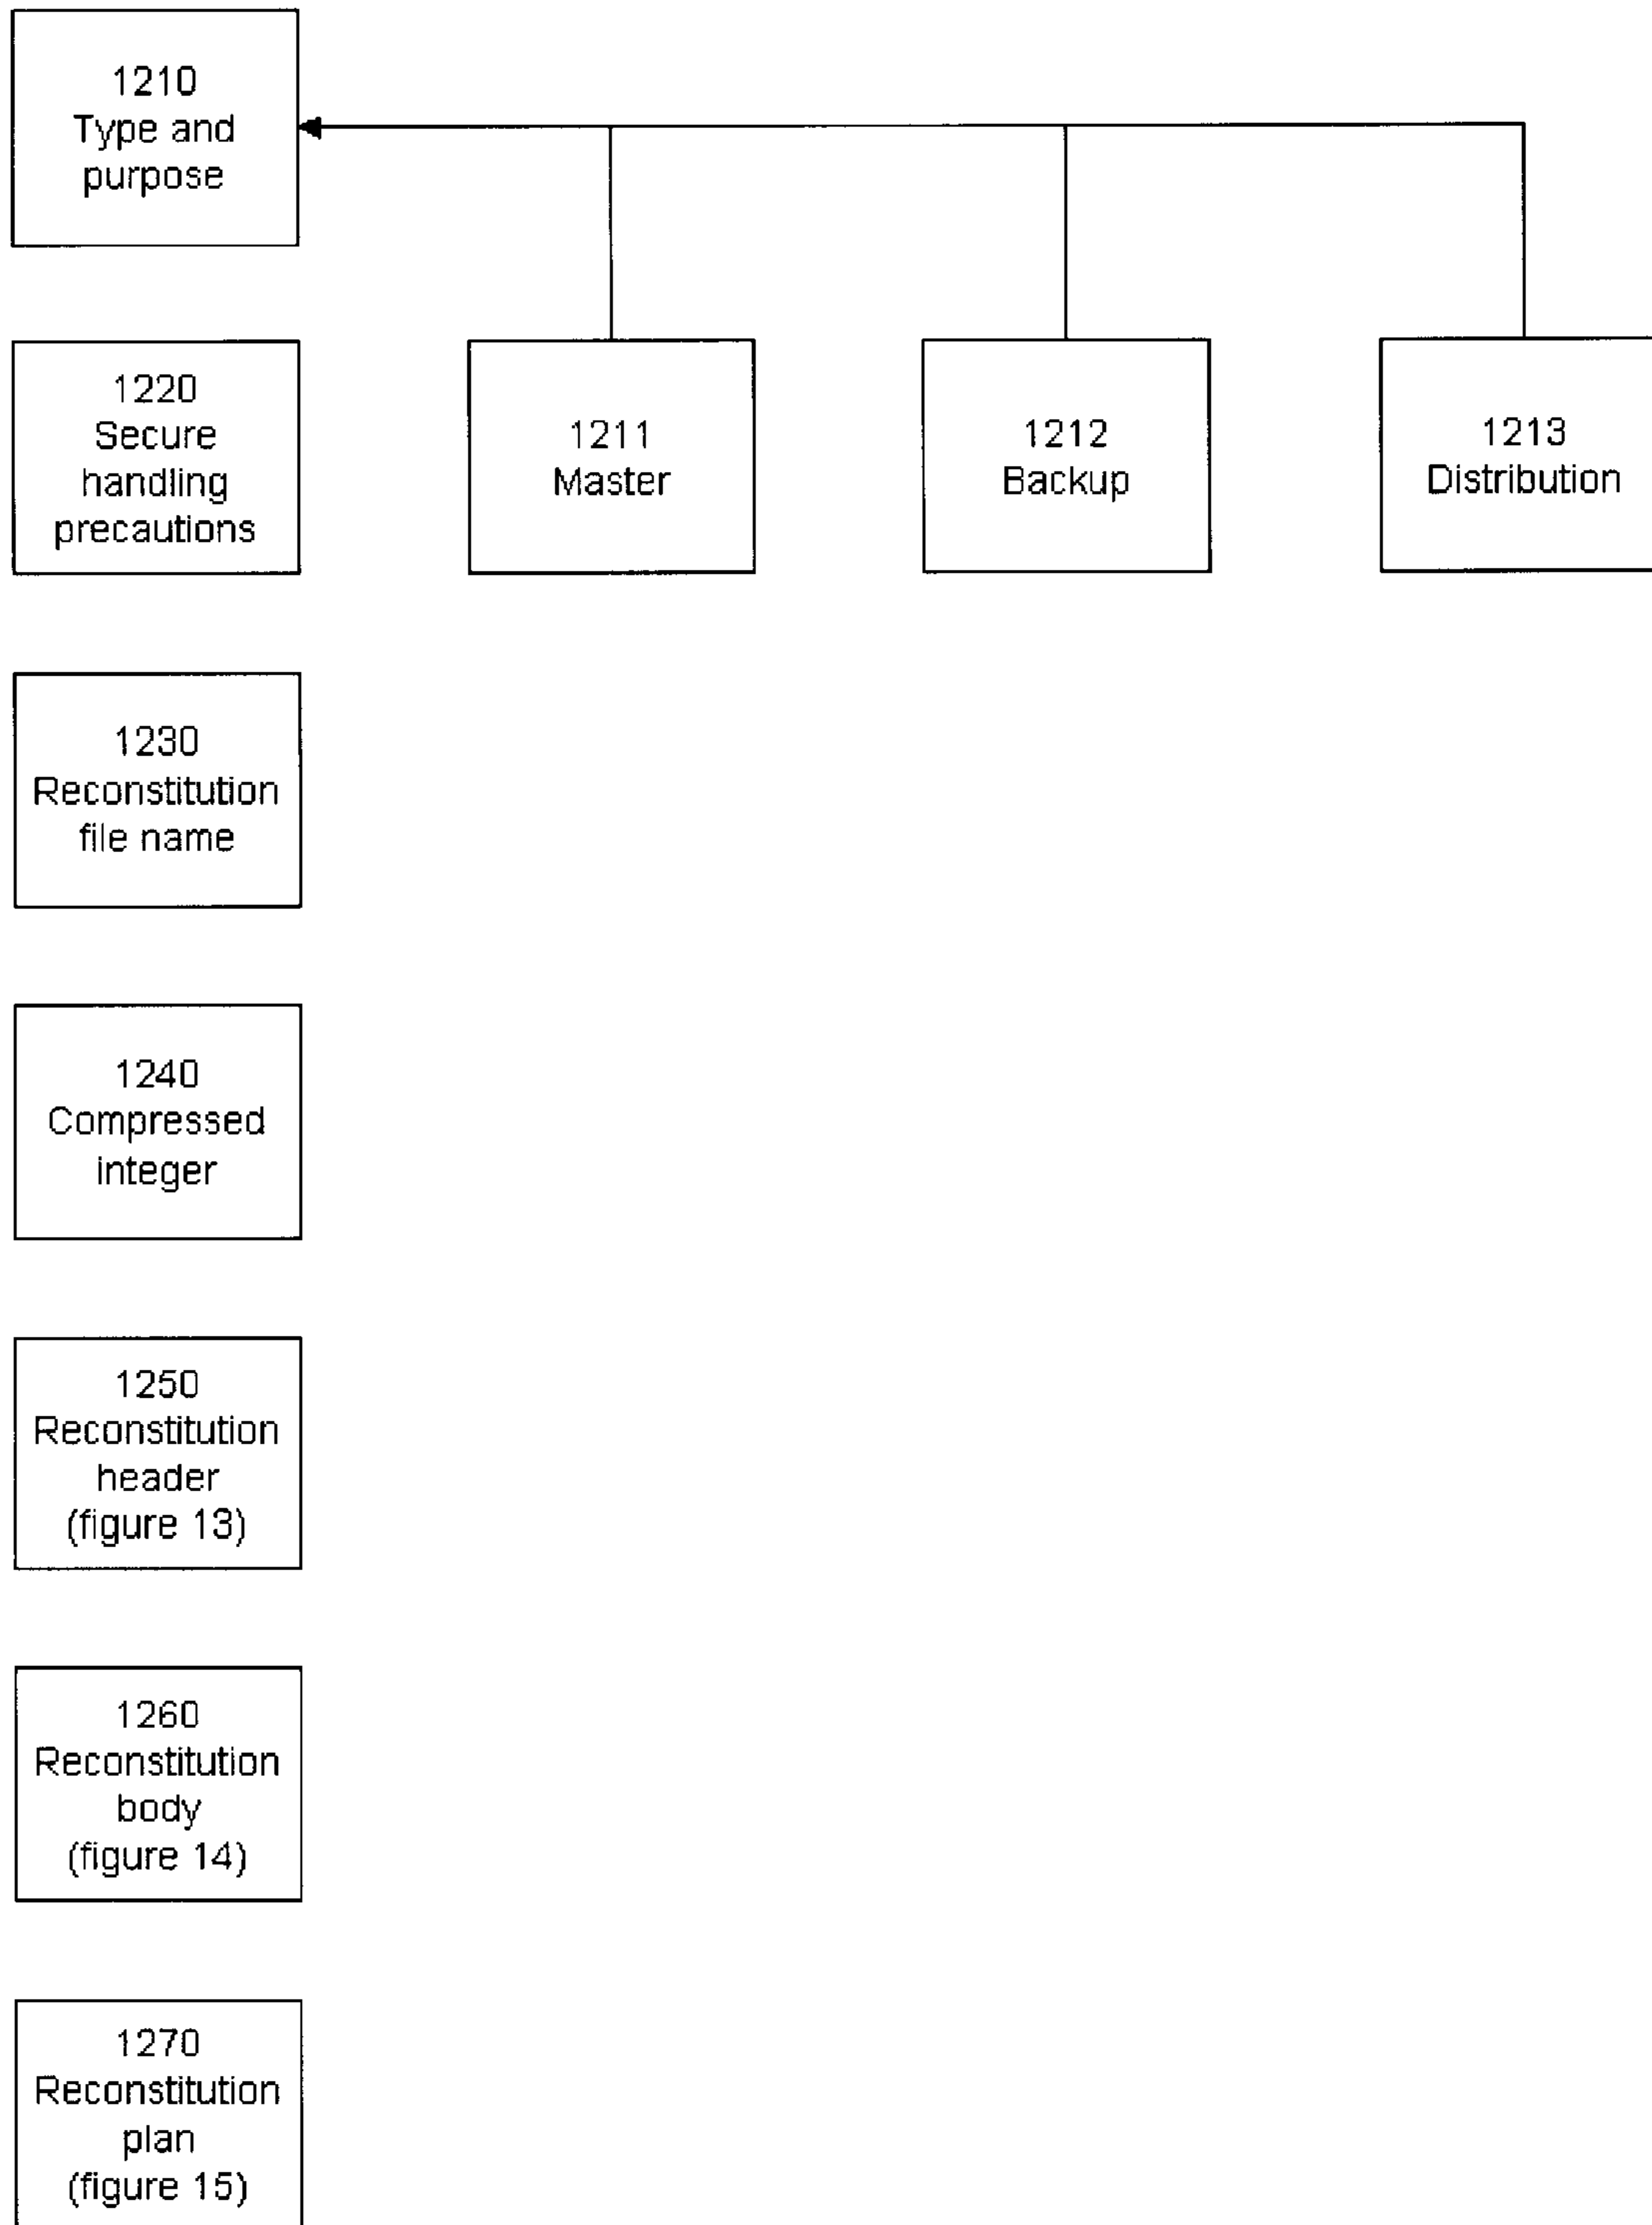 1210
Type and
purpose
1220
Secure
handling
precautions
1211
Master
1212
Backup
1213
Distribution
1230
Reconstitution
file name
1240
Compressed
integer
1250
Reconstitution
header
(figure 13)
1260
Reconstitution
body
(figure 14)
1270
Reconstitution
plan
(figure 15)